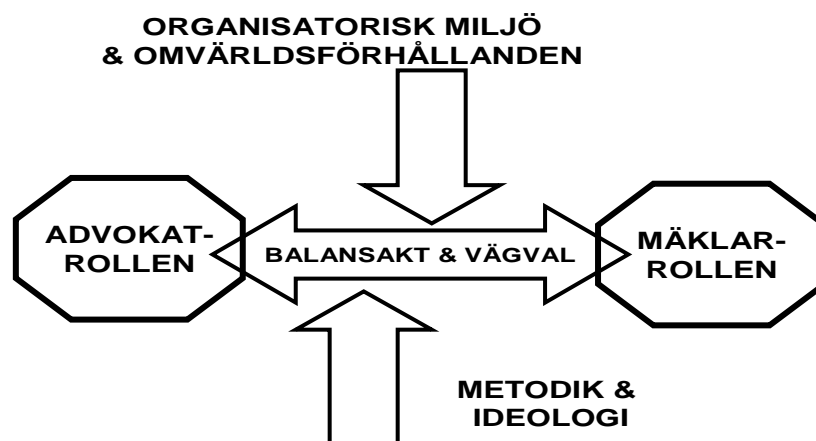 ORGANISATORISK MILJÖ
& OMVÄRLDSFÖRHÅLLANDEN
ADVOKAT-
ROLLEN
BALANSAKT & VÄGVAL
MÄKLAR-
ROLLEN
METODIK &
IDEOLOGI